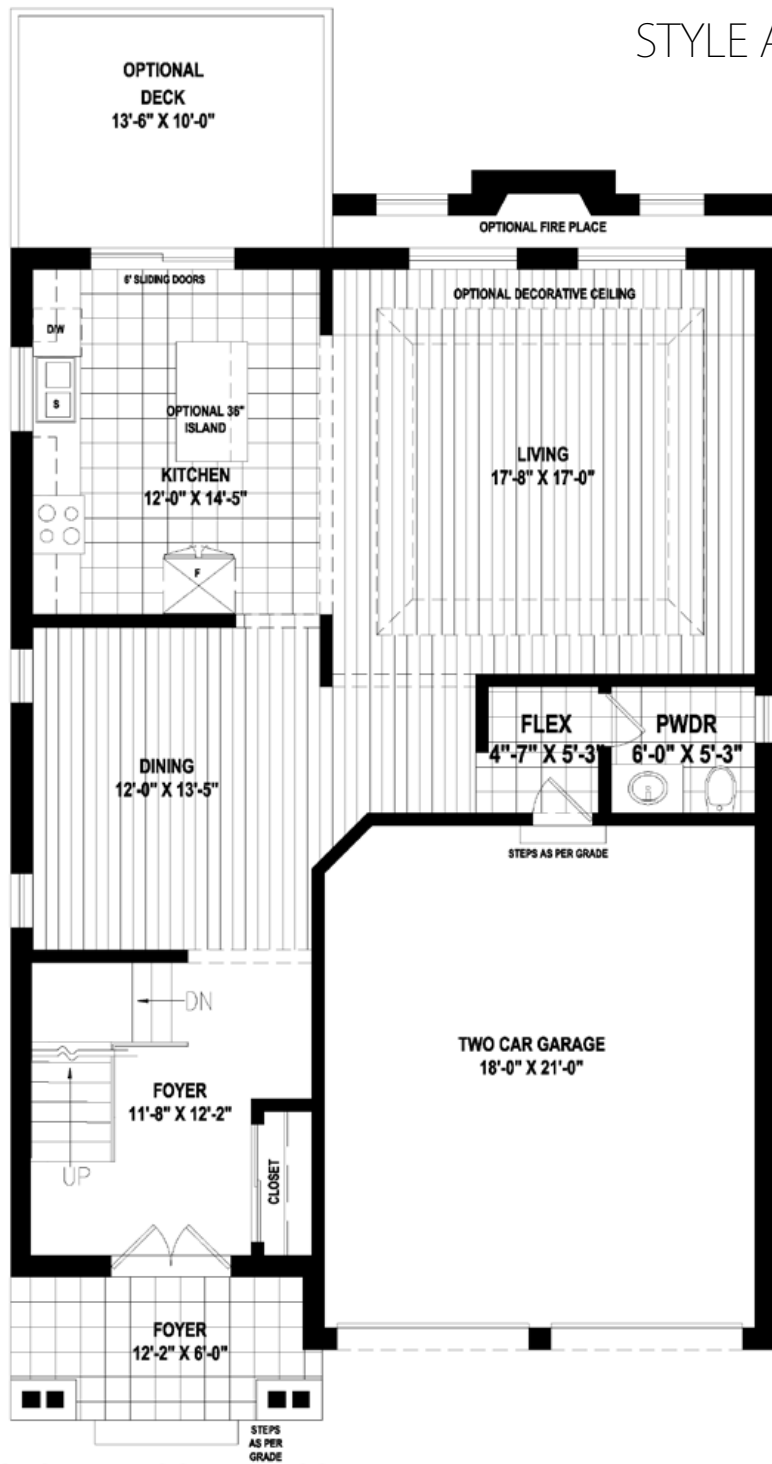 STYLE A
OPTIONAL
DECK
13'-6" X 10'-0"
OPTIONAL FIRE PLACE
6' SLIDING DOORS
OPTIONAL DECORATIVE CEILING
D/W
S
OPTIONAL 36"
ISLAND
KITCHEN
12'-0" X 14'-5"
LIVING
17'-8" X 17'-0"
F
FLEX
4"-7" X 5'-3"
PWDR
6'-0" X 5'-3"
DINING
12'-0" X 13'-5"
STEPS AS PER GRADE
DN
TWO CAR GARAGE
18'-0" X 21'-0"
FOYER
11'-8" X 12'-2"
UP
CLOSET
FOYER
12'-2" X 6'-0"
STEPS
AS PER
GRADE